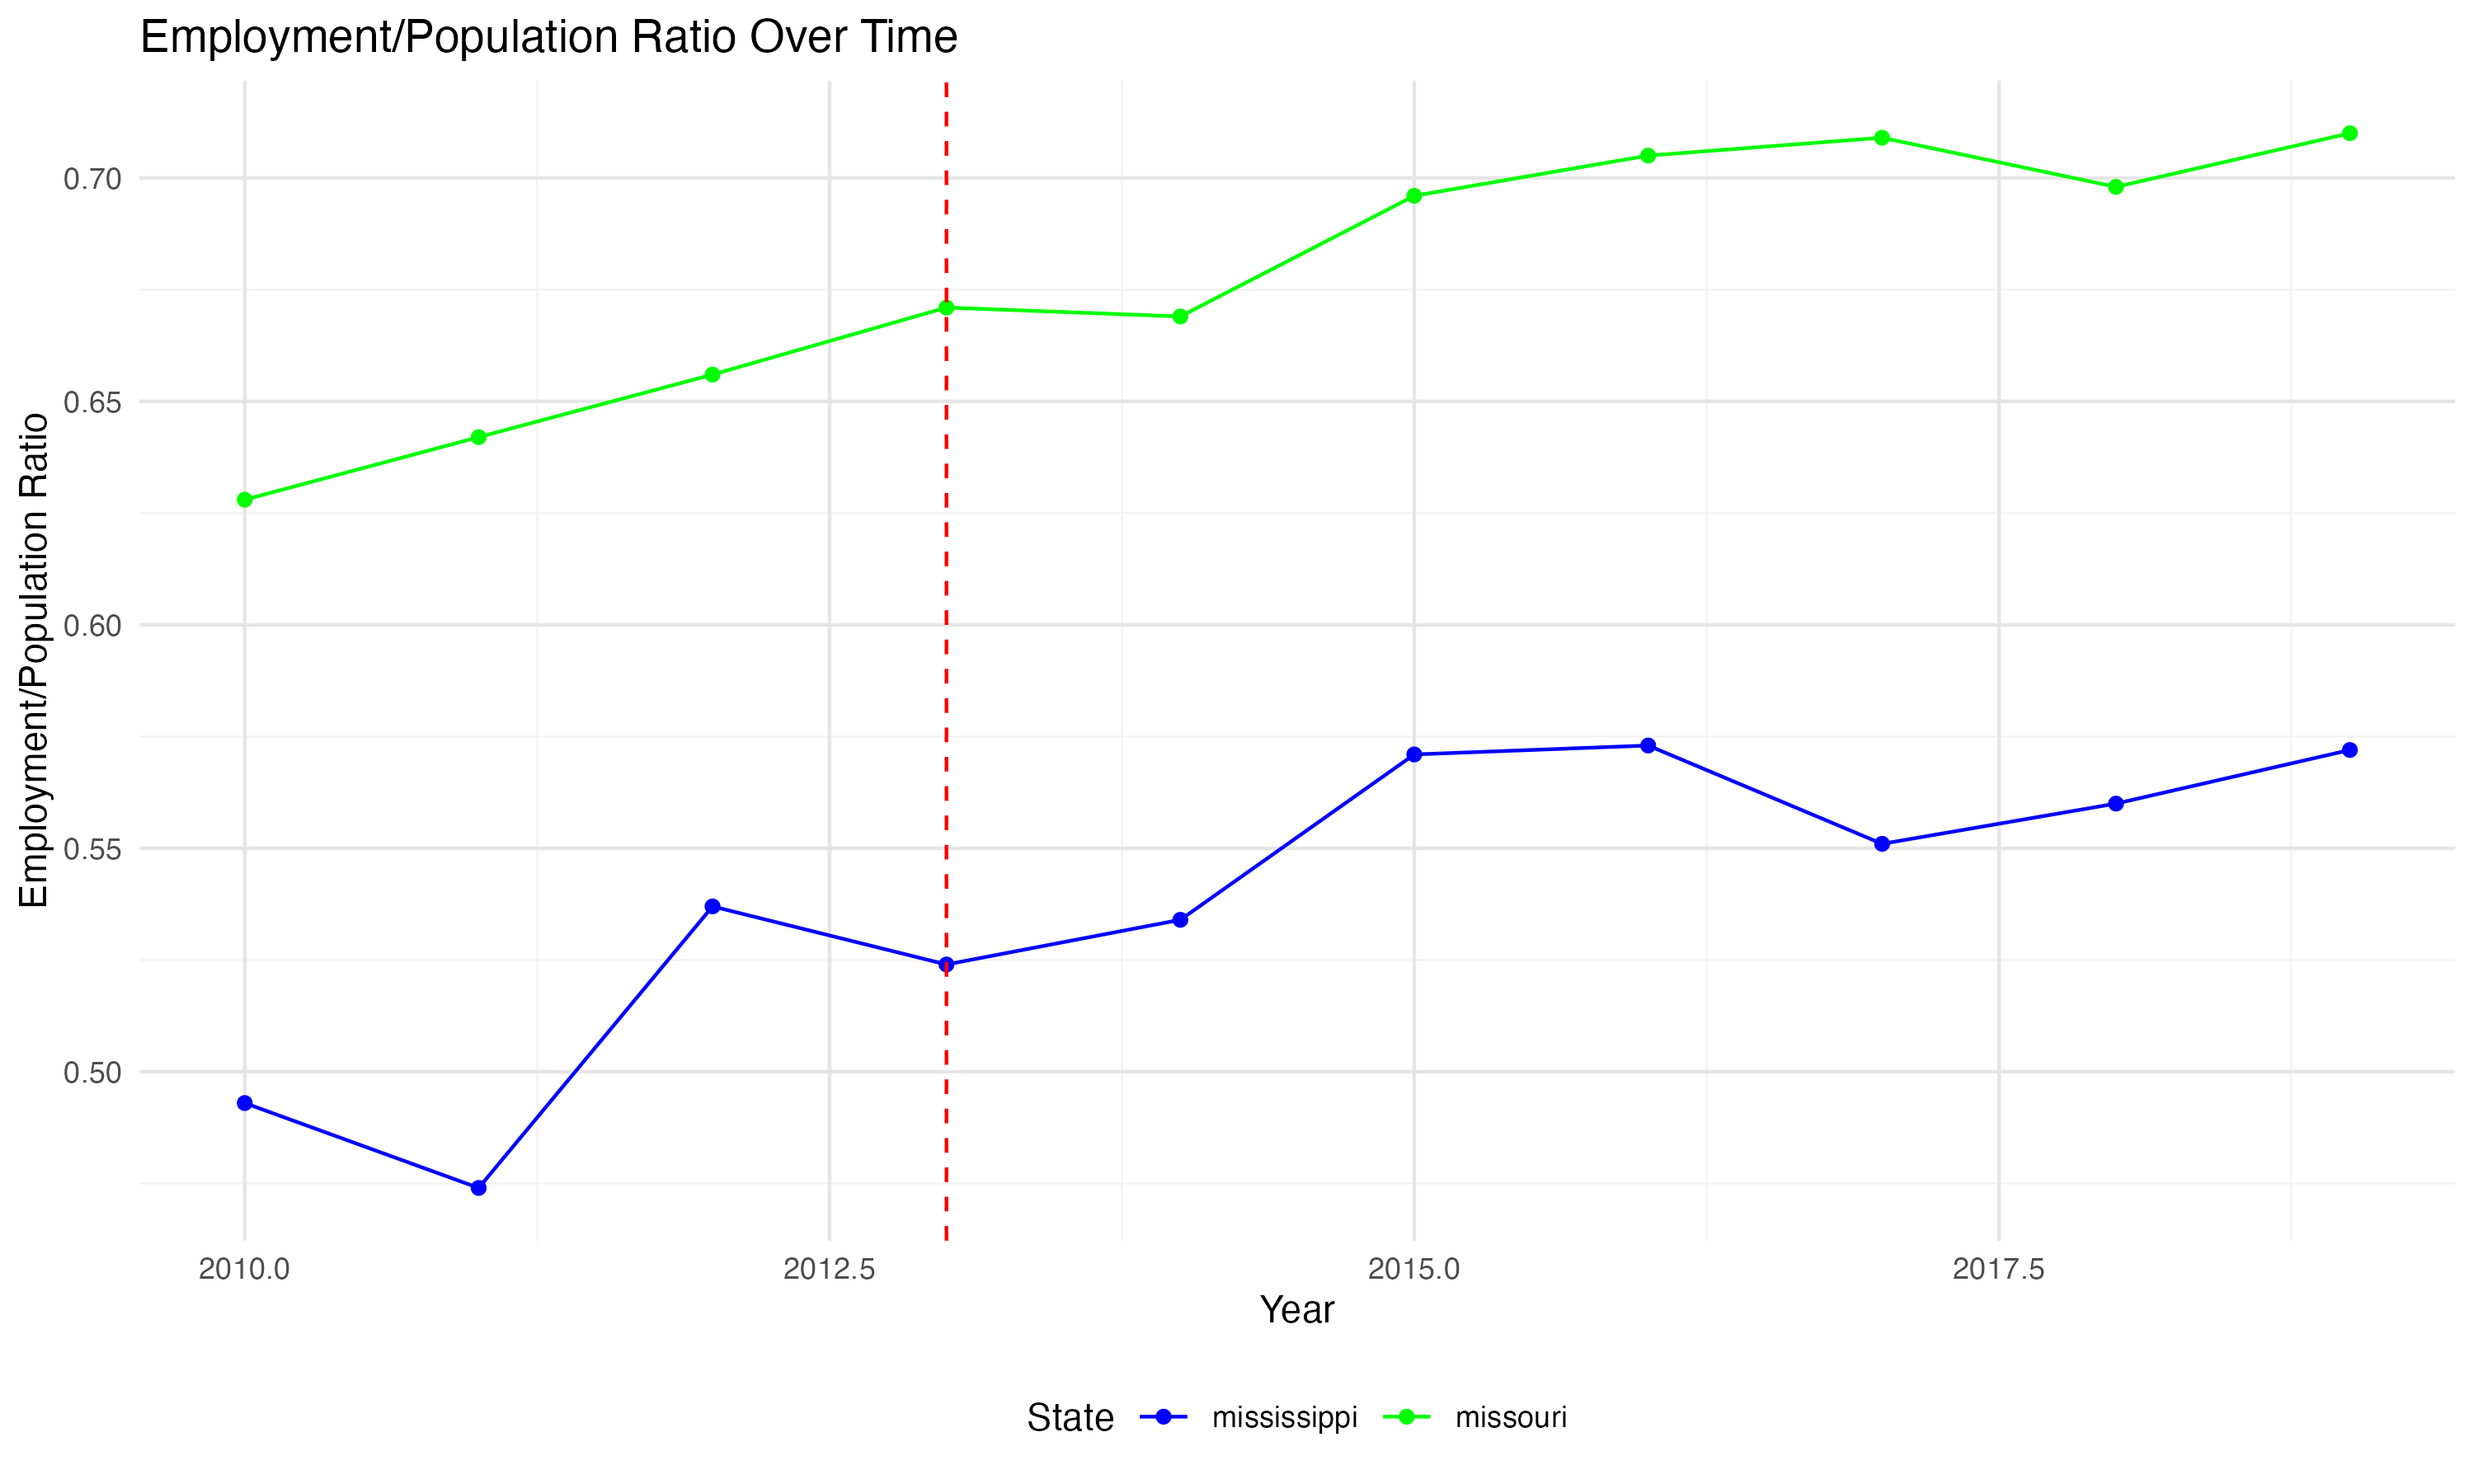 Employment/Population Ratio Over Time
Employment/Population Ratio
0.70
0.65
0.60
0.55
0.50
2010.0 2012.5 2015.0 2017.5
Year
State mississippi missouri